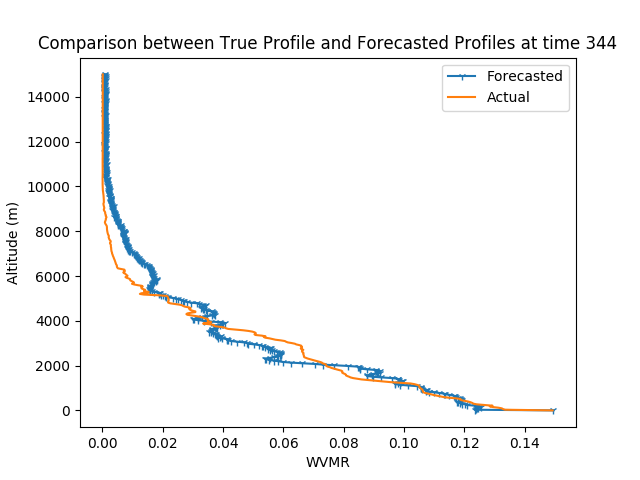 Comparison between True Profile and Forecasted Profiles at time 344
Forecasted
Actual
14000
12000
10000
8000
6000
4000
2000
0
Altitude (m)
0.00 0.02 0.04 0.06 0.08 0.10 0.12 0.14
WVMR